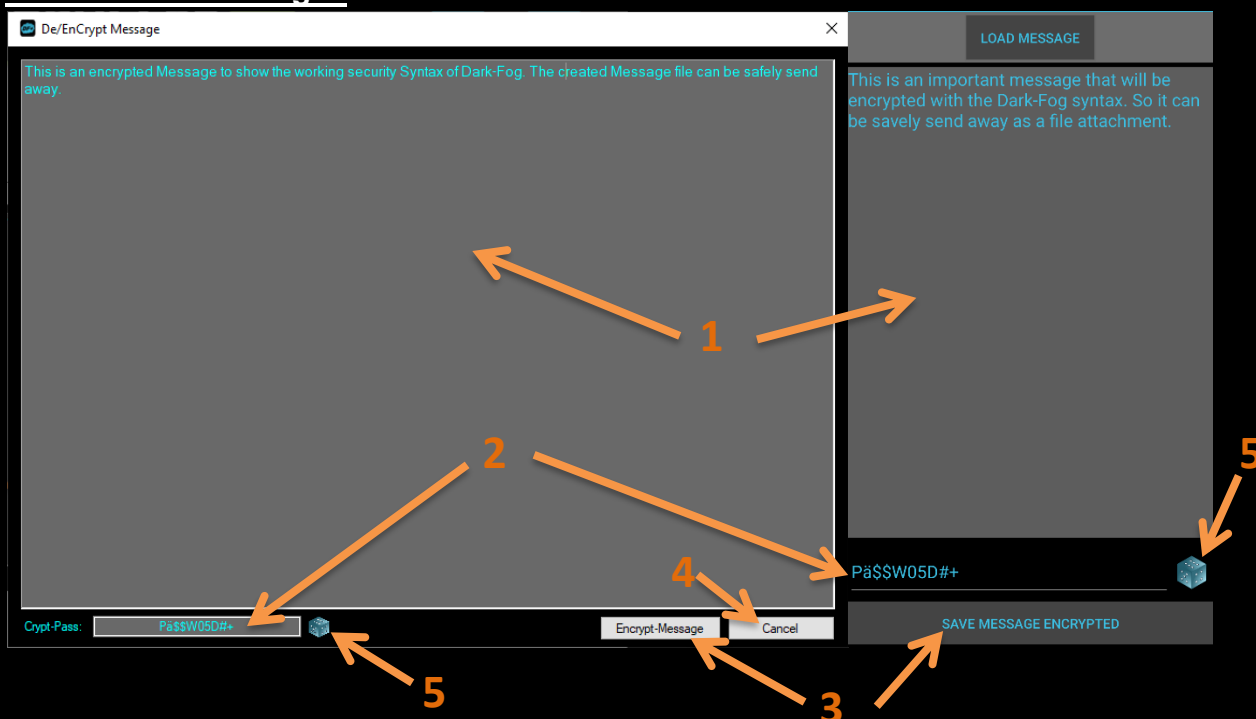 De/EnCrypt Message
This is an encrypted Message to show the working security Syntax of Dark-Fog. The created Message file can be safely send
away.
LOAD MESSAGE
This is an important message that will be
encrypted with the Dark-Fog syntax. So it can
be savely send away as a file attachment.
1
2
5
4
Pä$$W05D#+
Crypt-Pass:
Pä$$W05D#+
Encrypt-Message
Cancel
SAVE MESSAGE ENCRYPTED
5
3